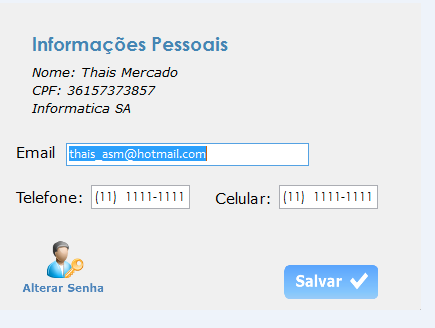 Informações Pessoais
Nome: Thais Mercado
CPF: 36157373857
Informatica SA
Email thais_asm@hotmail.com
Telefone: (11) 1111-1111 Celular: (11) 1111-1111
Alterar Senha
Salvar